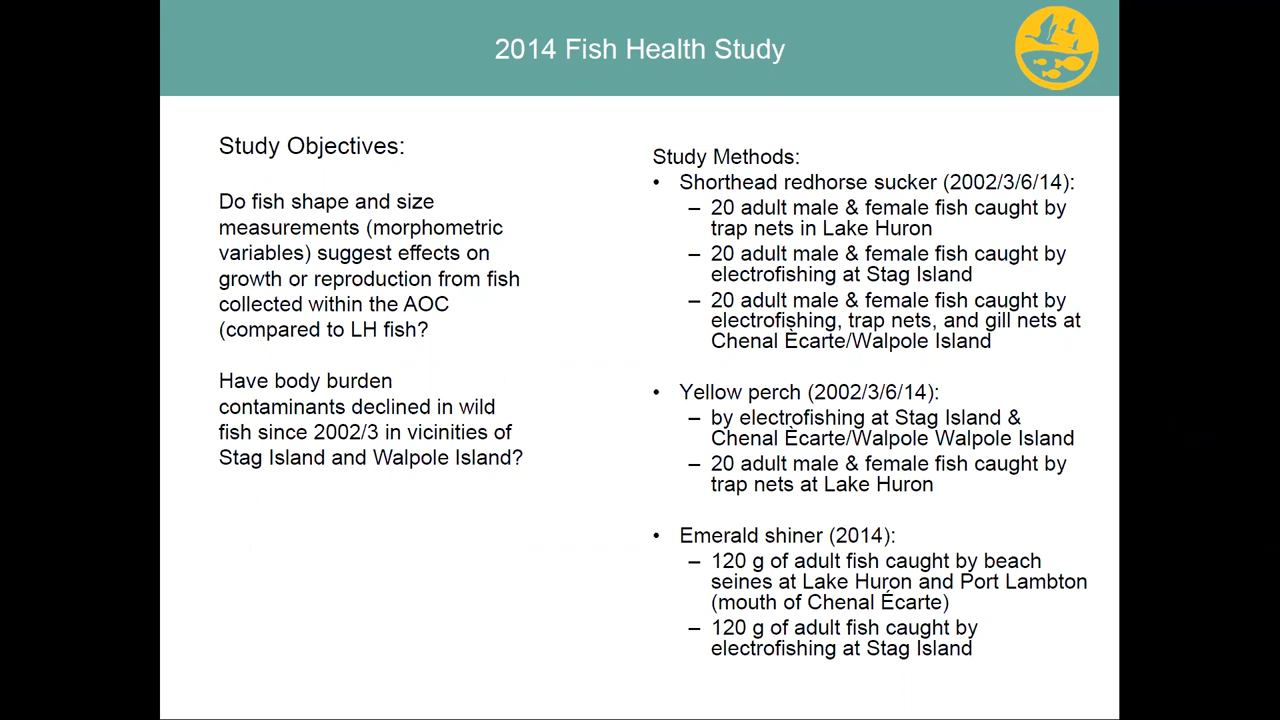 2014 Fish Health Study
Study Objectives:
Do fish shape and size
measurements (morphometric
variables) suggest effects on
growth or reproduction from fish
collected within the AOC
(compared to LH fish?
Have body burden
contaminants declined in wild
fish since 2002/3 in vicinities of
Stag Island and Walpole Island?
Study Methods:
• Shorthead redhorse sucker (2002/3/6/14):
– 20 adult male & female fish caught by
trap nets in Lake Huron
– 20 adult male & female fish caught by
electrofishing at Stag Island
– 20 adult male & female fish caught by
electrofishing, trap nets, and gill nets at
Chenal Ècarte/Walpole Island
• Yellow perch (2002/3/6/14):
– by electrofishing at Stag Island &
Chenal Ècarte/Walpole Walpole Island
– 20 adult male & female fish caught by
trap nets at Lake Huron
• Emerald shiner (2014):
– 120 g of adult fish caught by beach
seines at Lake Huron and Port Lambton
(mouth of Chenal Écarte)
– 120 g of adult fish caught by
electrofishing at Stag Island